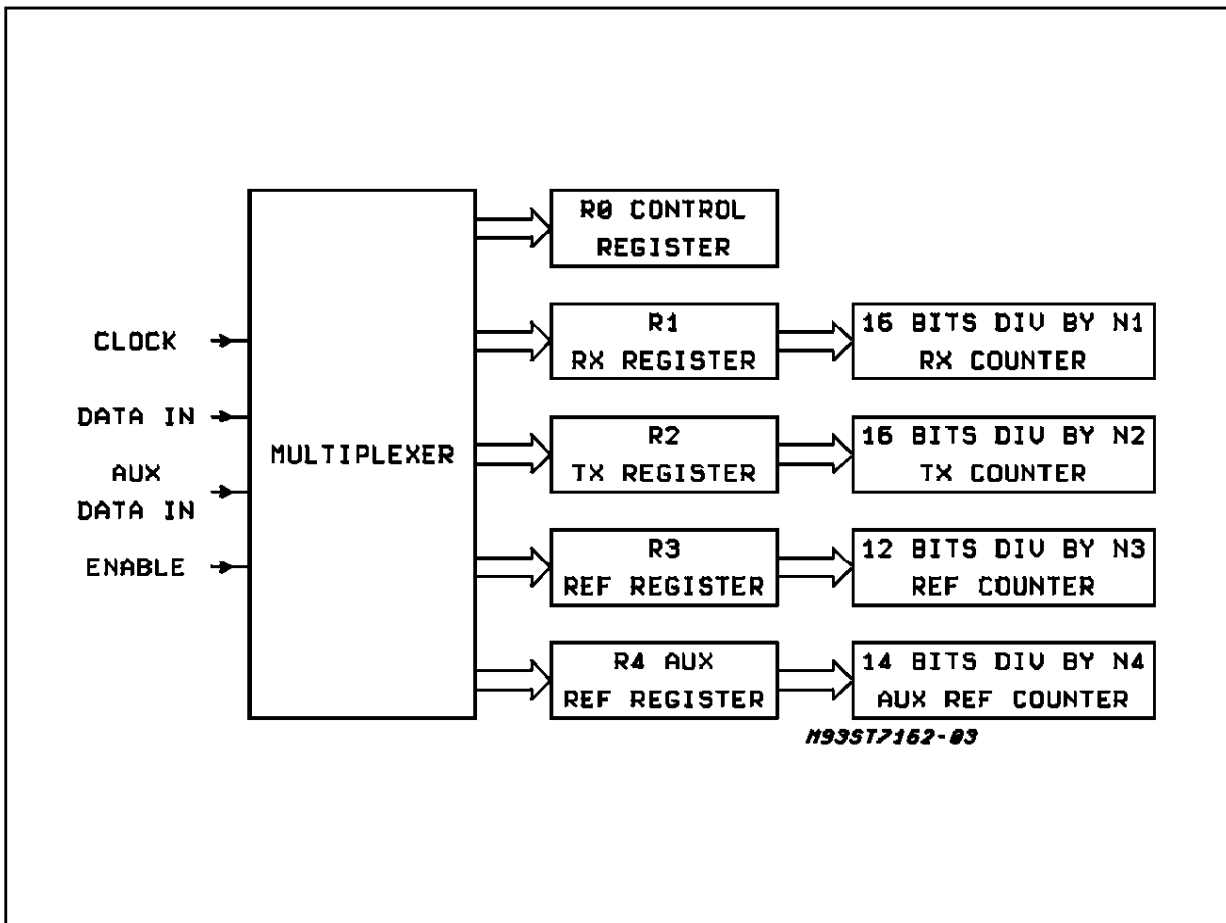 R0 CONTROL
REGISTER
CLOCK
DATA IN
AUX
DATA IN
ENABLE
MULTIPLEXER
R1
RX REGISTER
16 BITS DIV BY N1
RX COUNTER
R2
TX REGISTER
16 BITS DIV BY N2
TX COUNTER
R3
REF REGISTER
12 BITS DIV BY N3
REF COUNTER
R4 AUX
REF REGISTER
14 BITS DIV BY N4
AUX REF COUNTER
M93ST7162-03